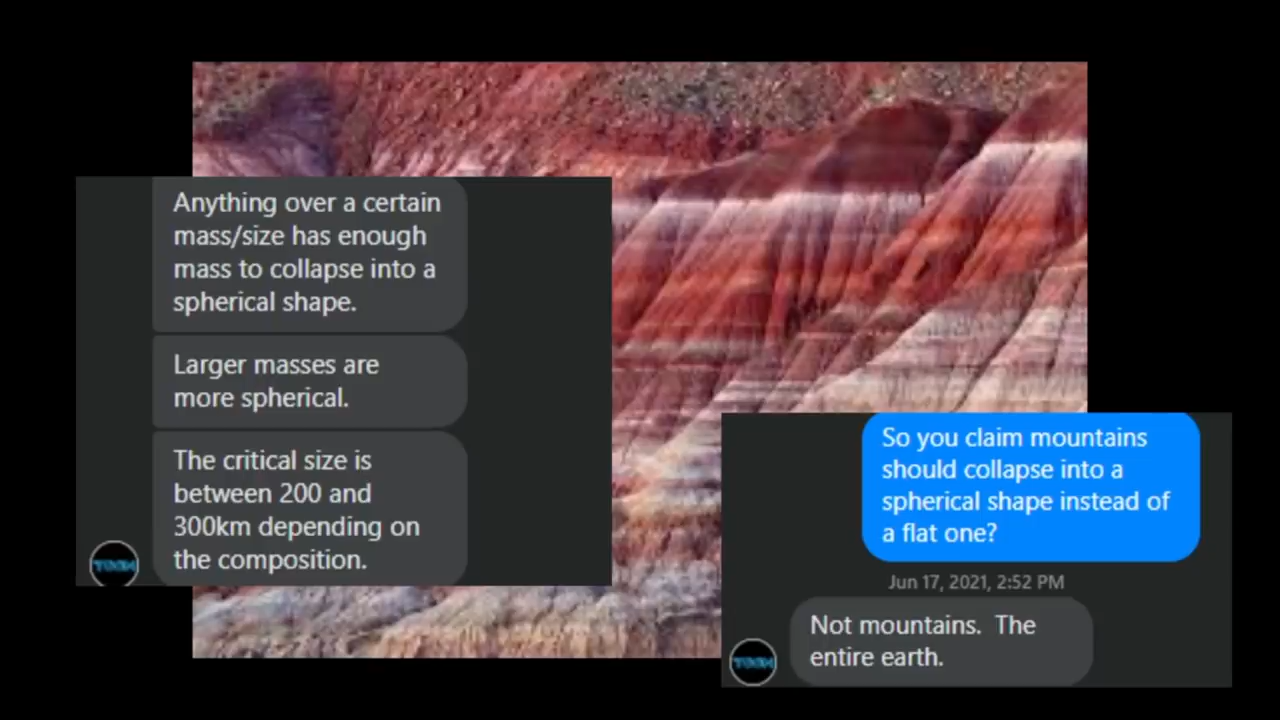 Anything over a certain
mass/size has enough
mass to collapse into a
spherical shape.
Larger masses are
more spherical.
The critical size is
between 200 and
300km depending on
the composition.
So you claim mountains
should collapse into a
spherical shape instead of
a flat one?
Jun 17, 2021, 2:52 PM
Not mountains.  The
entire earth.